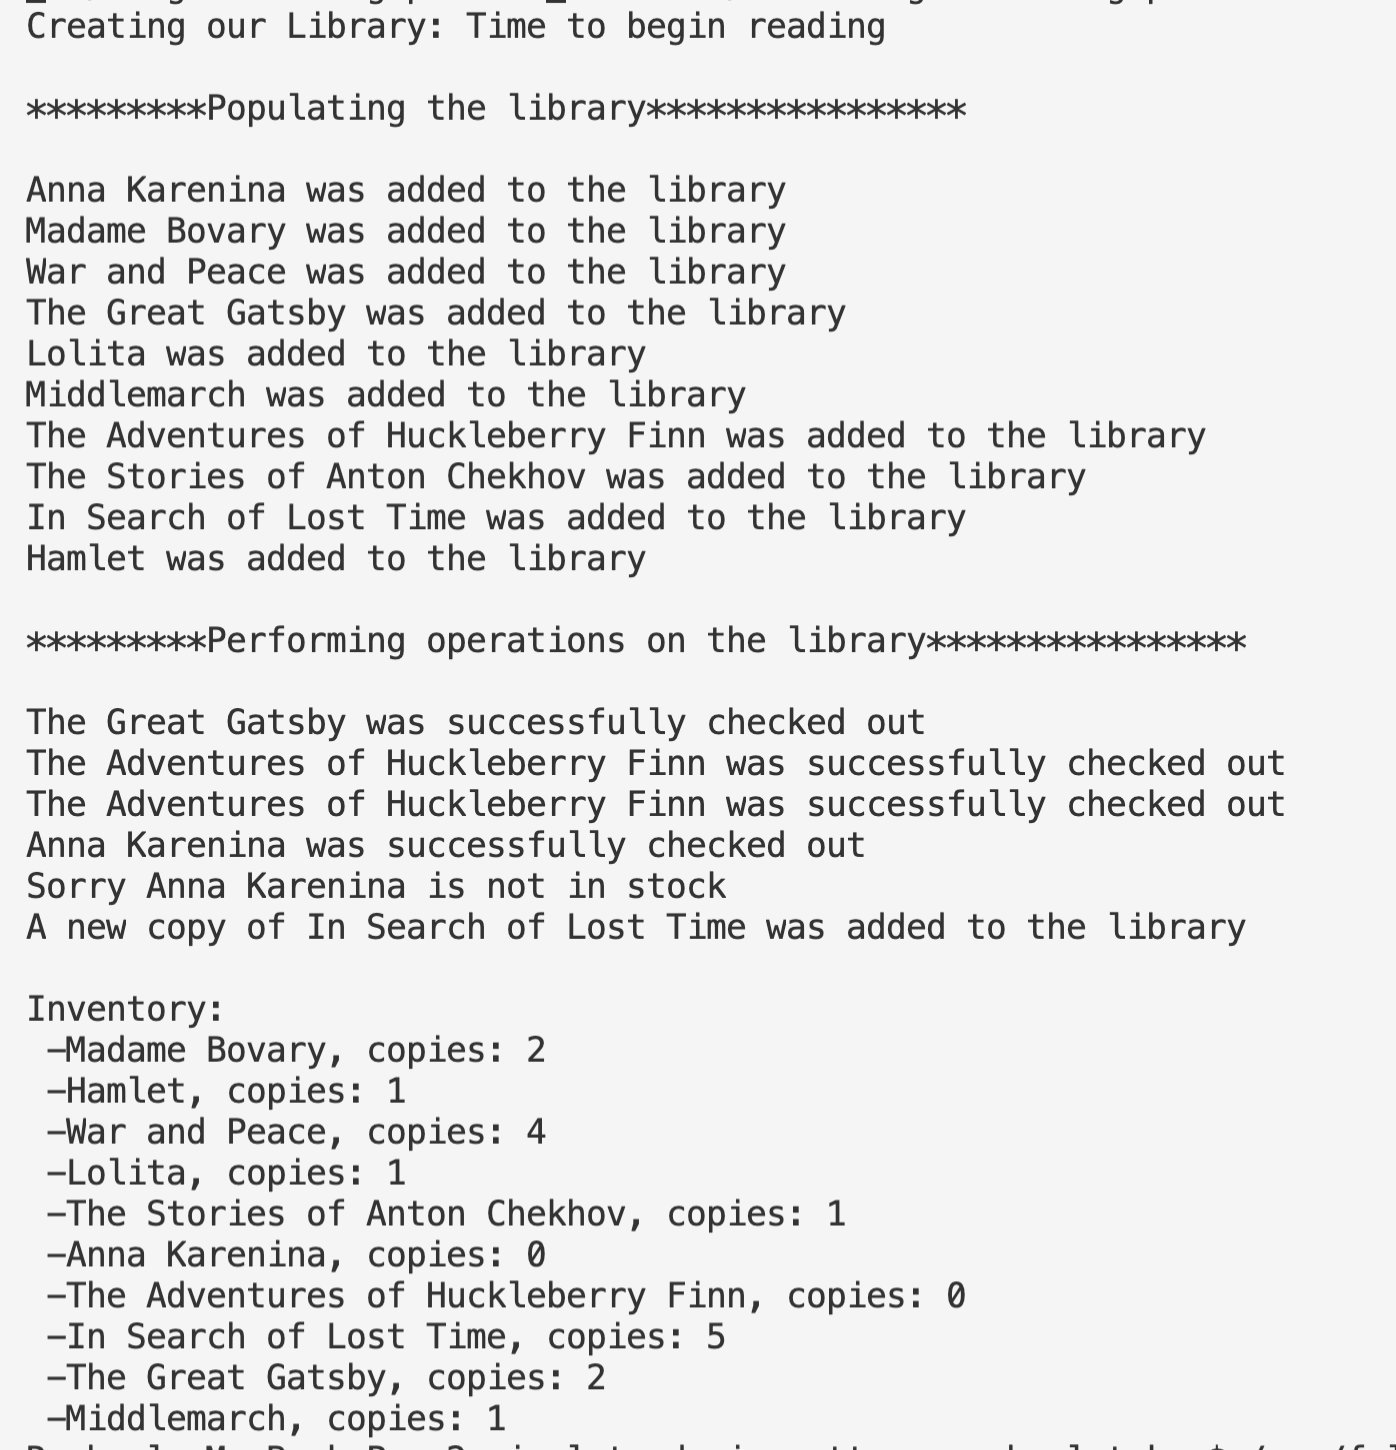 Creating our Library: Time to begin reading
*********Populating the library****************
Anna Karenina was added to the library
Madame Bovary was added to the library
War and Peace was added to the library
The Great Gatsby was added to the library
Lolita was added to the library
Middlemarch was added to the library
The Adventures of Huckleberry Finn was added to the library
The Stories of Anton Chekhov was added to the library
In Search of Lost Time was added to the library
Hamlet was added to the library
*********Performing operations on the library****************
The Great Gatsby was successfully checked out
The Adventures of Huckleberry Finn was successfully checked out
The Adventures of Huckleberry Finn was successfully checked out
Anna Karenina was successfully checked out
Sorry Anna Karenina is not in stock
A new copy of In Search of Lost Time was added to the library
Inventory:
-Madame Bovary, copies: 2
-Hamlet, copies: 1
-War and Peace, copies: 4
-Lolita, copies: 1
-The Stories of Anton Chekhov, copies: 1
-Anna Karenina, copies: 0
-The Adventures of Huckleberry Finn, copies: 0
-In Search of Lost Time, copies: 5
-The Great Gatsby, copies: 2
-Middlemarch, copies: 1